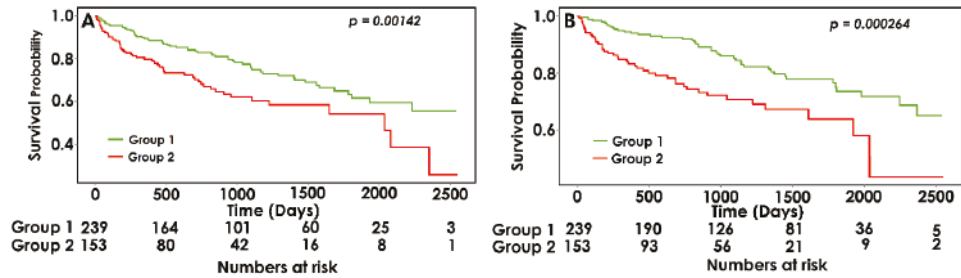 A
p = 0.00142
Survival Probability
1.0
0.8
0.6
0.4
Group 1
Group 2
0 500 1000 1500 2000 2500
Time (Days)
Group 1 239 164 101 60 25 3
Group 2 153 80 42 16 8 1
Numbers at risk
B
p = 0.000264
Survival Probability
1.0
0.8
0.6
Group 1
Group 2
0 500 1000 1500 2000 2500
Time (Days)
Group 1 239 190 126 81 36 5
Group 2 153 93 56 21 9 2
Numbers at risk